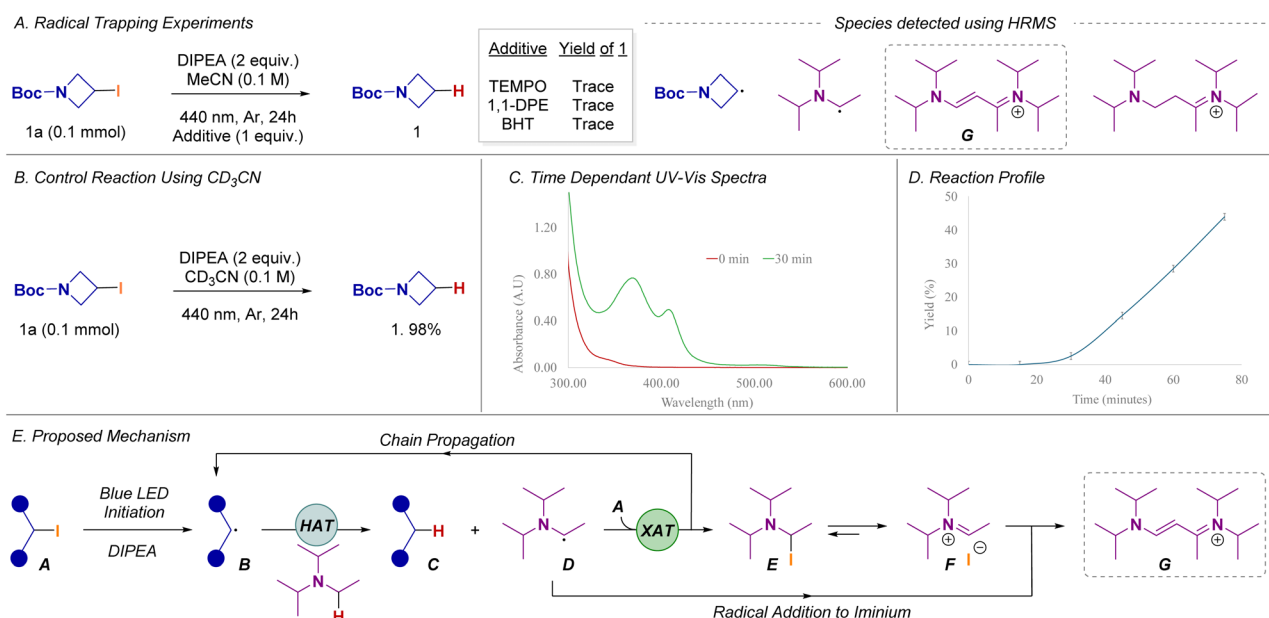 A. Radical Trapping Experiments
DIPEA (2 equiv.)
MeCN (0.1 M)
440 nm, Ar, 24h
Additive (1 equiv.)
Boc N I
1a (0.1 mmol)
Boc N H
1
Additive Yield of 1
TEMPO Trace
1,1-DPE Trace
BHT Trace
Species detected using HRMS
Boc N ·
N ·
N N ⊕
G
N N ⊕
B. Control Reaction Using CD3CN
DIPEA (2 equiv.)
CD3CN (0.1 M)
440 nm, Ar, 24h
Boc N I
1a (0.1 mmol)
Boc N H
1. 98%
C. Time Dependant UV-Vis Spectra
Absorbance (A.U)
1.20
0.80
0.40
0.00
300.00 400.00 500.00 600.00
Wavelength (nm)
0 min 30 min
D. Reaction Profile
Yield (%)
50
40
30
20
10
0
0 20 40 60 80
Time (minutes)
E. Proposed Mechanism
Chain Propagation
I
A
Blue LED
Initiation
DIPEA
·
B
HAT
N
H
H
C
+
N ·
D
A
XAT
N
I
E
N ⊕
F I ⊖
N N ⊕
G
Radical Addition to Iminium